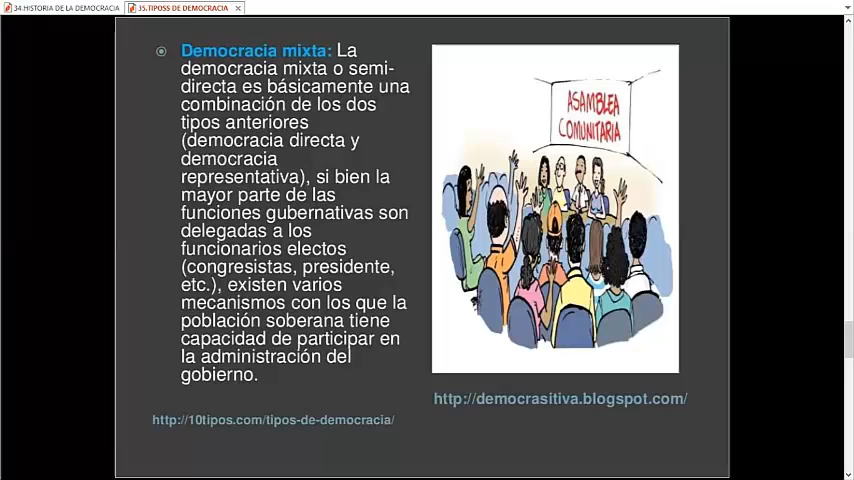 34.HISTORIA DE LA DEMOCRACIA
35.TIPOSS DE DEMOCRACIA
Democracia mixta: La
democracia mixta o semi-
directa es básicamente una
combinación de los dos
tipos anteriores
(democracia directa y
democracia
representativa), si bien la
mayor parte de las
funciones gubernativas son
delegadas a los
funcionarios electos
(congresistas, presidente,
etc.), existen varios
mecanismos con los que la
población soberana tiene
capacidad de participar en
la administración del
gobierno.
http://10tipos.com/tipos-de-democracia/
ASAMBLEA
COMUNITARIA
http://democrasitiva.blogspot.com/